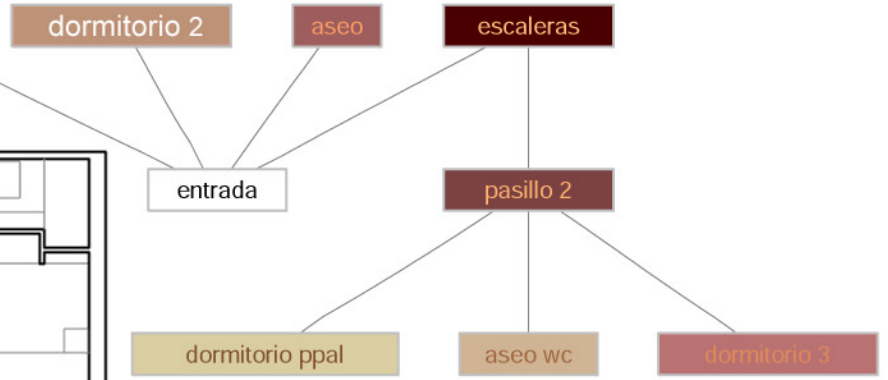 dormitorio 2
aseo
escaleras
entrada
pasillo 2
dormitorio ppal
aseo wc
dormitorio 3